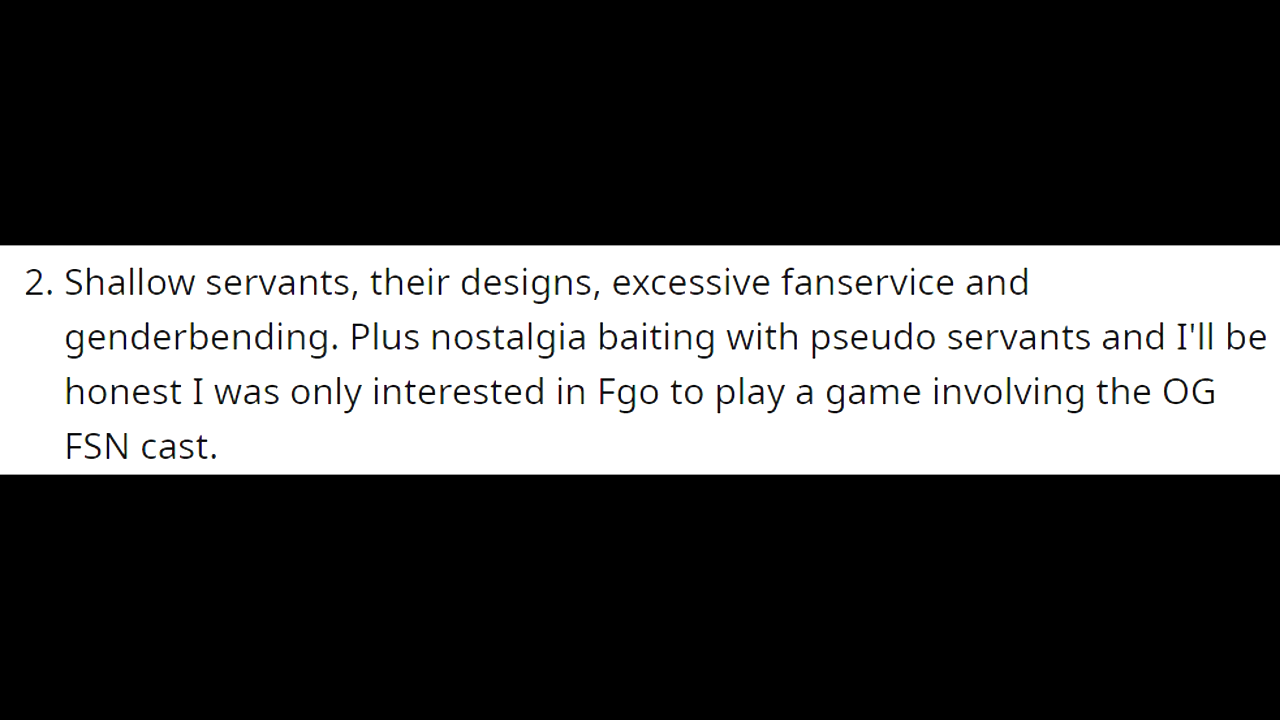 2. Shallow servants, their designs, excessive fanservice and
genderbending. Plus nostalgia baiting with pseudo servants and I'll be
honest I was only interested in Fgo to play a game involving the OG
FSN cast.